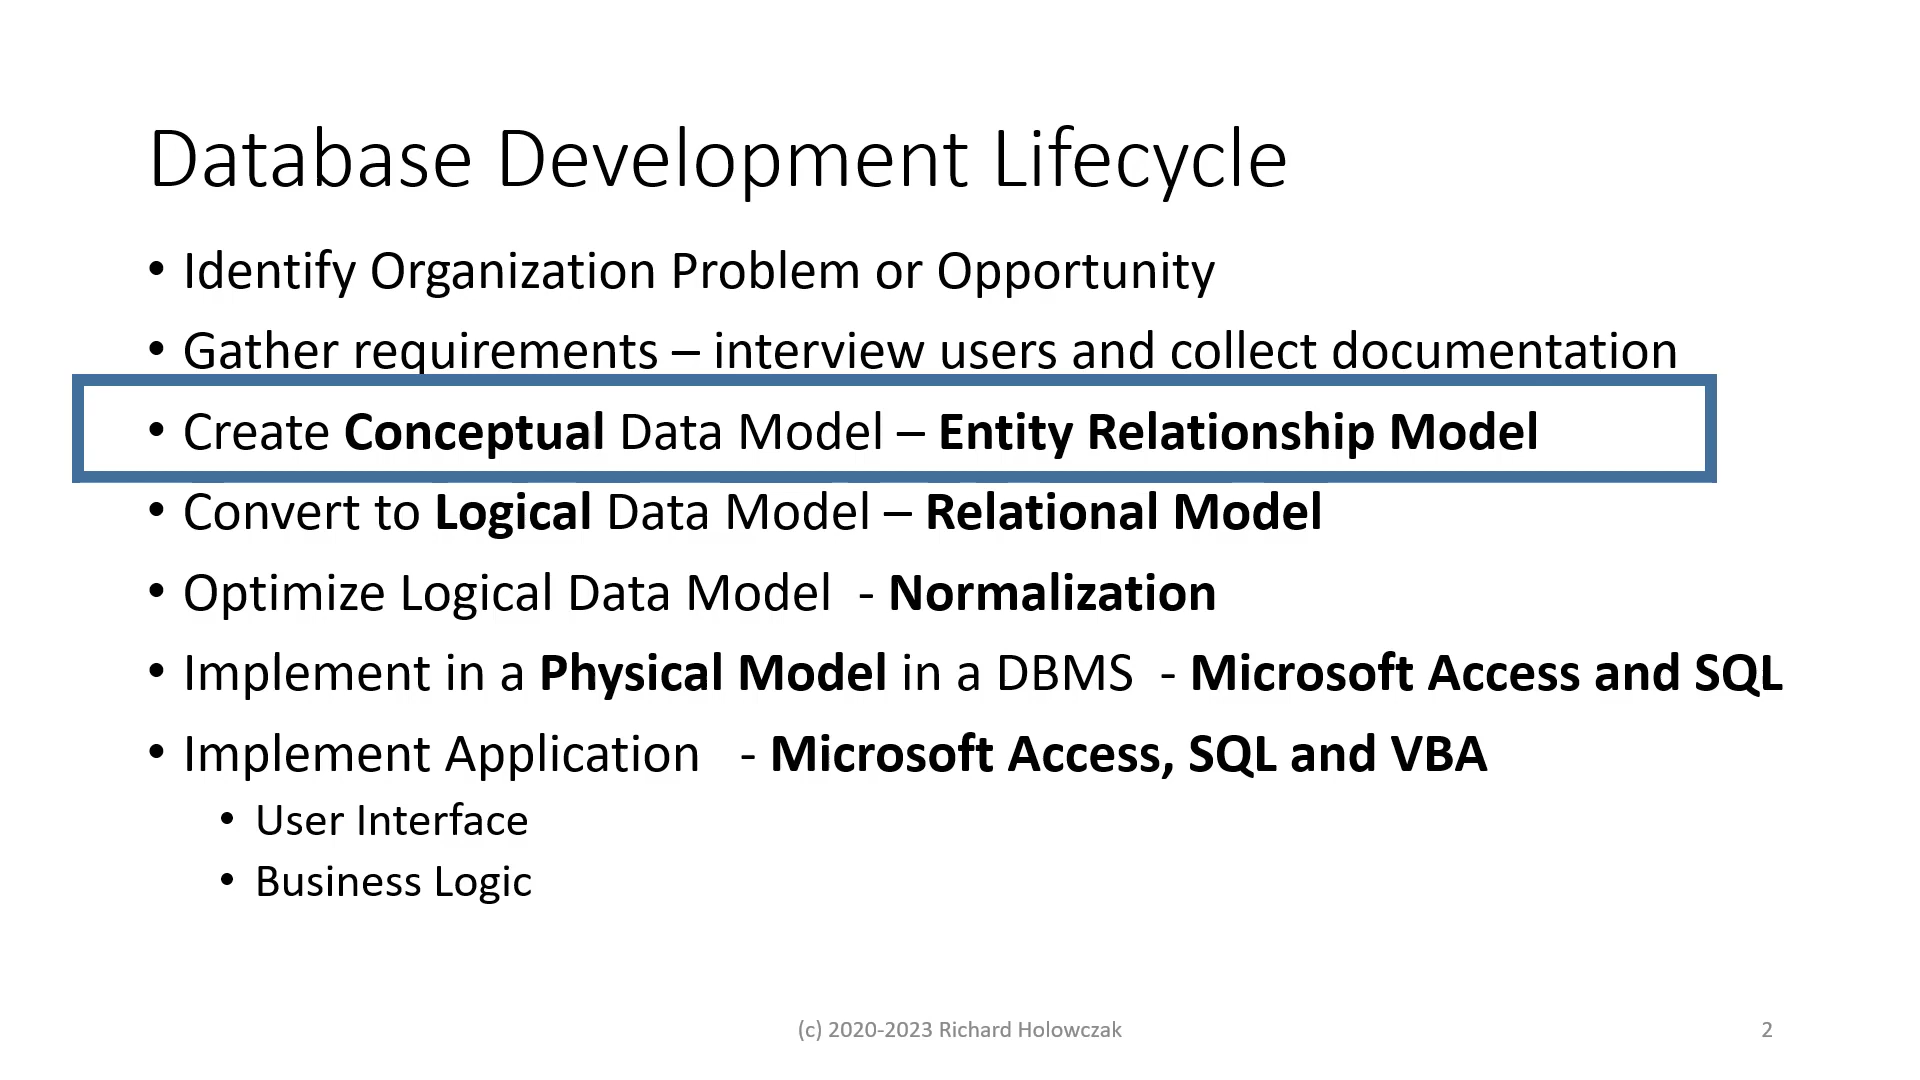 Database Development Lifecycle
• Identify Organization Problem or Opportunity
• Gather requirements – interview users and collect documentation
• Create Conceptual Data Model – Entity Relationship Model
• Convert to Logical Data Model – Relational Model
• Optimize Logical Data Model  - Normalization
• Implement in a Physical Model in a DBMS  - Microsoft Access and SQL
• Implement Application   - Microsoft Access, SQL and VBA
• User Interface
• Business Logic
(c) 2020-2023 Richard Holowczak
2